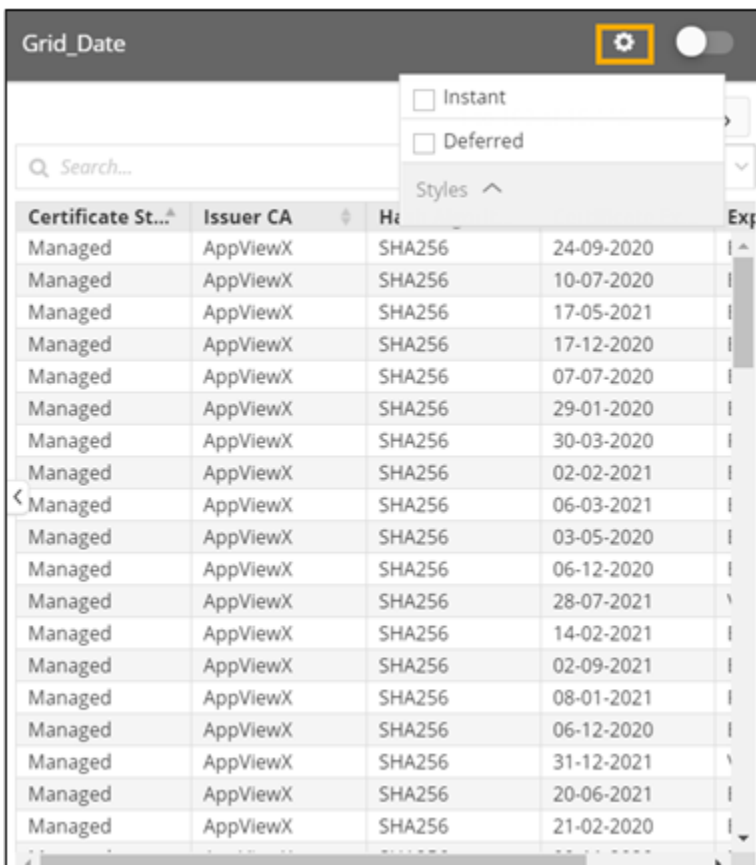 Grid_Date
Instant
Deferred
Search...
Styles
Certificate St... Issuer CA
Managed AppViewX SHA256 24-09-2020
Managed AppViewX SHA256 10-07-2020
Managed AppViewX SHA256 17-05-2021
Managed AppViewX SHA256 17-12-2020
Managed AppViewX SHA256 07-07-2020
Managed AppViewX SHA256 29-01-2020
Managed AppViewX SHA256 30-03-2020
Managed AppViewX SHA256 02-02-2021
Managed AppViewX SHA256 06-03-2021
Managed AppViewX SHA256 03-05-2020
Managed AppViewX SHA256 06-12-2020
Managed AppViewX SHA256 28-07-2021
Managed AppViewX SHA256 14-02-2021
Managed AppViewX SHA256 02-09-2021
Managed AppViewX SHA256 08-01-2021
Managed AppViewX SHA256 06-12-2020
Managed AppViewX SHA256 31-12-2021
Managed AppViewX SHA256 20-06-2021
Managed AppViewX SHA256 21-02-2020